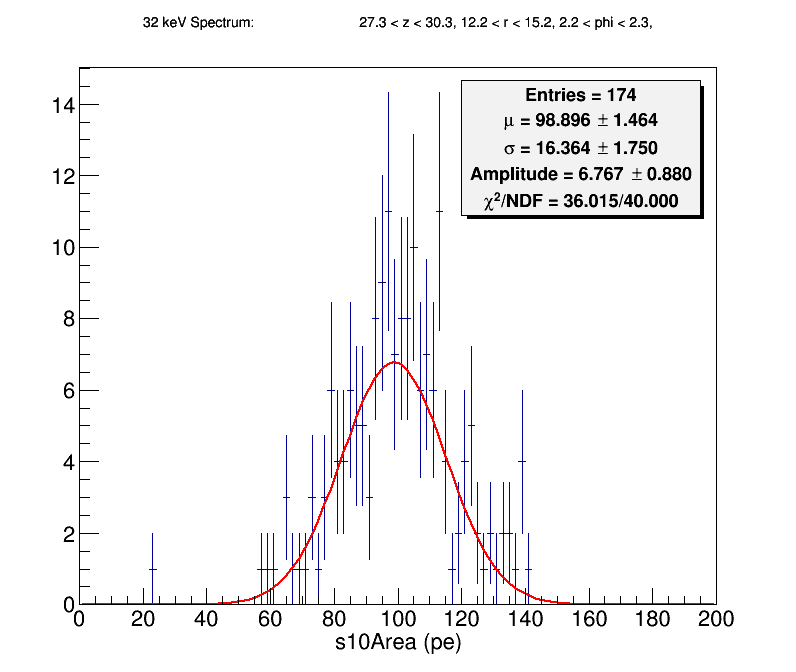 32 keV Spectrum: 27.3 < z < 30.3, 12.2 < r < 15.2, 2.2 < phi < 2.3,
Entries = 174
μ = 98.896 ± 1.464
σ = 16.364 ± 1.750
Amplitude = 6.767 ± 0.880
χ²/NDF = 36.015/40.000
14
12
10
8
6
4
2
0
0 20 40 60 80 100 120 140 160 180 200
s10Area (pe)